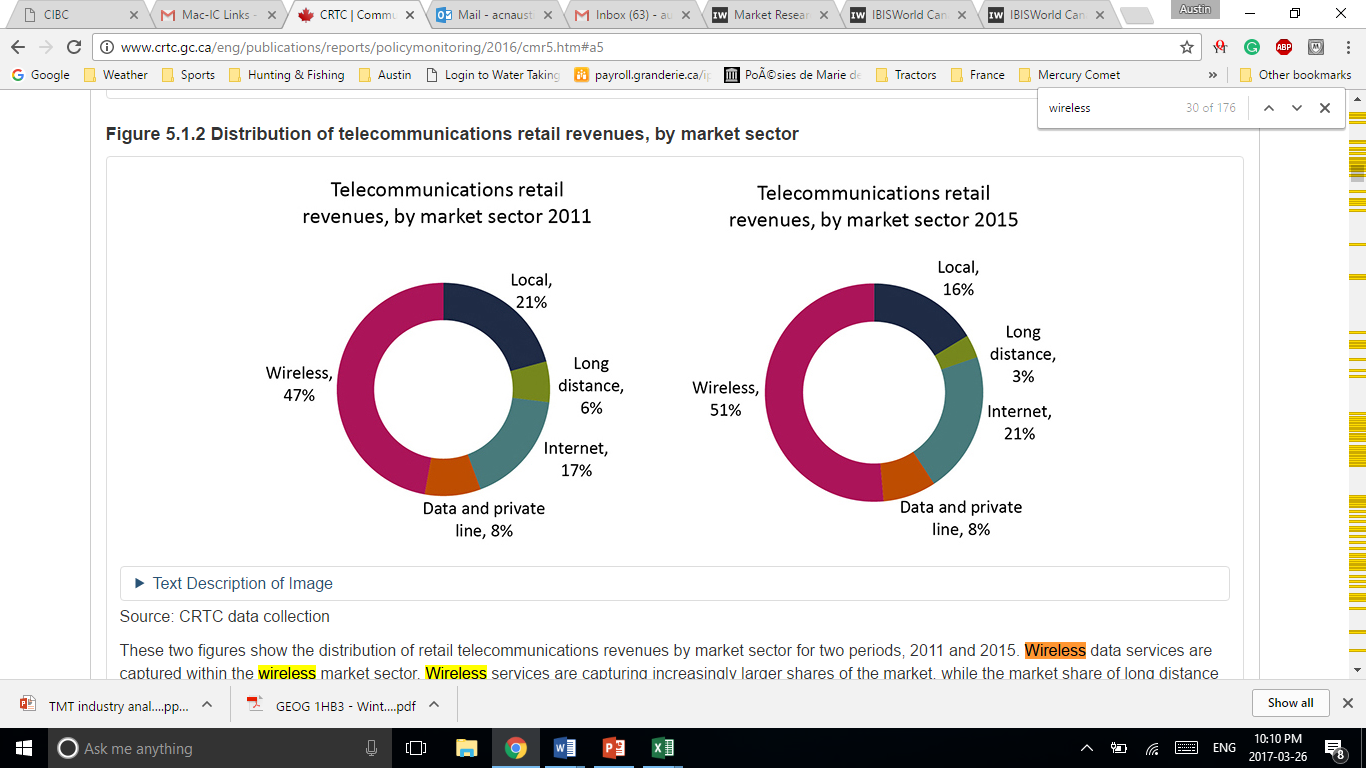 CIBC
Mac-IC Links -
CRTC | Commu
Mail - acnaust
Inbox (63) - au
Market Resear
IBISWorld Can
IBISWorld Can
Austin
www.crtc.gc.ca/eng/publications/reports/policymonitoring/2016/cmr5.htm#a5
ABP
Google
Weather
Sports
Hunting & Fishing
Austin
Login to Water Taking
payroll.granderie.ca/ip
PoÃ©sies de Marie de
Tractors
France
Mercury Comet
»
Other bookmarks
wireless
30 of 176
Figure 5.1.2 Distribution of telecommunications retail revenues, by market sector
Telecommunications retail
revenues, by market sector 2011
Local,
21%
Long
distance,
6%
Internet,
17%
Data and private
line, 8%
Wireless,
47%
Telecommunications retail
revenues, by market sector 2015
Local,
16%
Long
distance,
3%
Internet,
21%
Data and private
line, 8%
Wireless,
51%
Text Description of Image
Source: CRTC data collection
These two figures show the distribution of retail telecommunications revenues by market sector for two periods, 2011 and 2015. Wireless data services are
captured within the wireless market sector. Wireless services are capturing increasingly larger shares of the market, while the market share of long distance
TMT industry anal....pp...
GEOG 1HB3 - Wint....pdf
Show all
Ask me anything
ENG
10:10 PM
2017-03-26
8